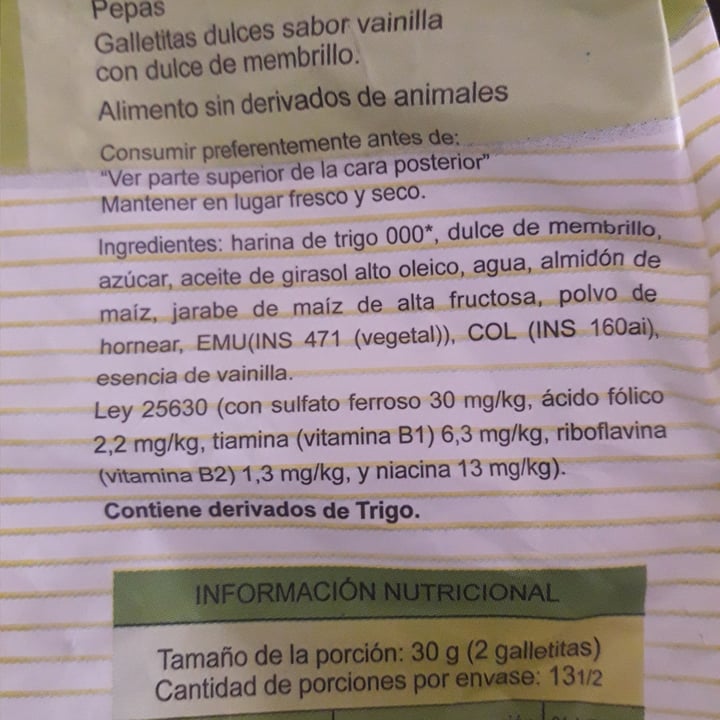 Pepas
Galletitas dulces sabor vainilla
con dulce de membrillo.
Alimento sin derivados de animales
Consumir preferentemente antes de:
“Ver parte superior de la cara posterior”
Mantener en lugar fresco y seco.
Ingredientes: harina de trigo 000*, dulce de membrillo,
azúcar, aceite de girasol alto oleico, agua, almidón de
maíz, jarabe de maíz de alta fructosa, polvo de
hornear, EMU(INS 471 (vegetal)), COL (INS 160ai),
esencia de vainilla.
Ley 25630 (con sulfato ferroso 30 mg/kg, ácido fólico
2,2 mg/kg, tiamina (vitamina B1) 6,3 mg/kg, riboflavina
(vitamina B2) 1,3 mg/kg, y niacina 13 mg/kg).
Contiene derivados de Trigo.
INFORMACIÓN NUTRICIONAL
Tamaño de la porción: 30 g (2 galletitas)
Cantidad de porciones por envase: 131/2